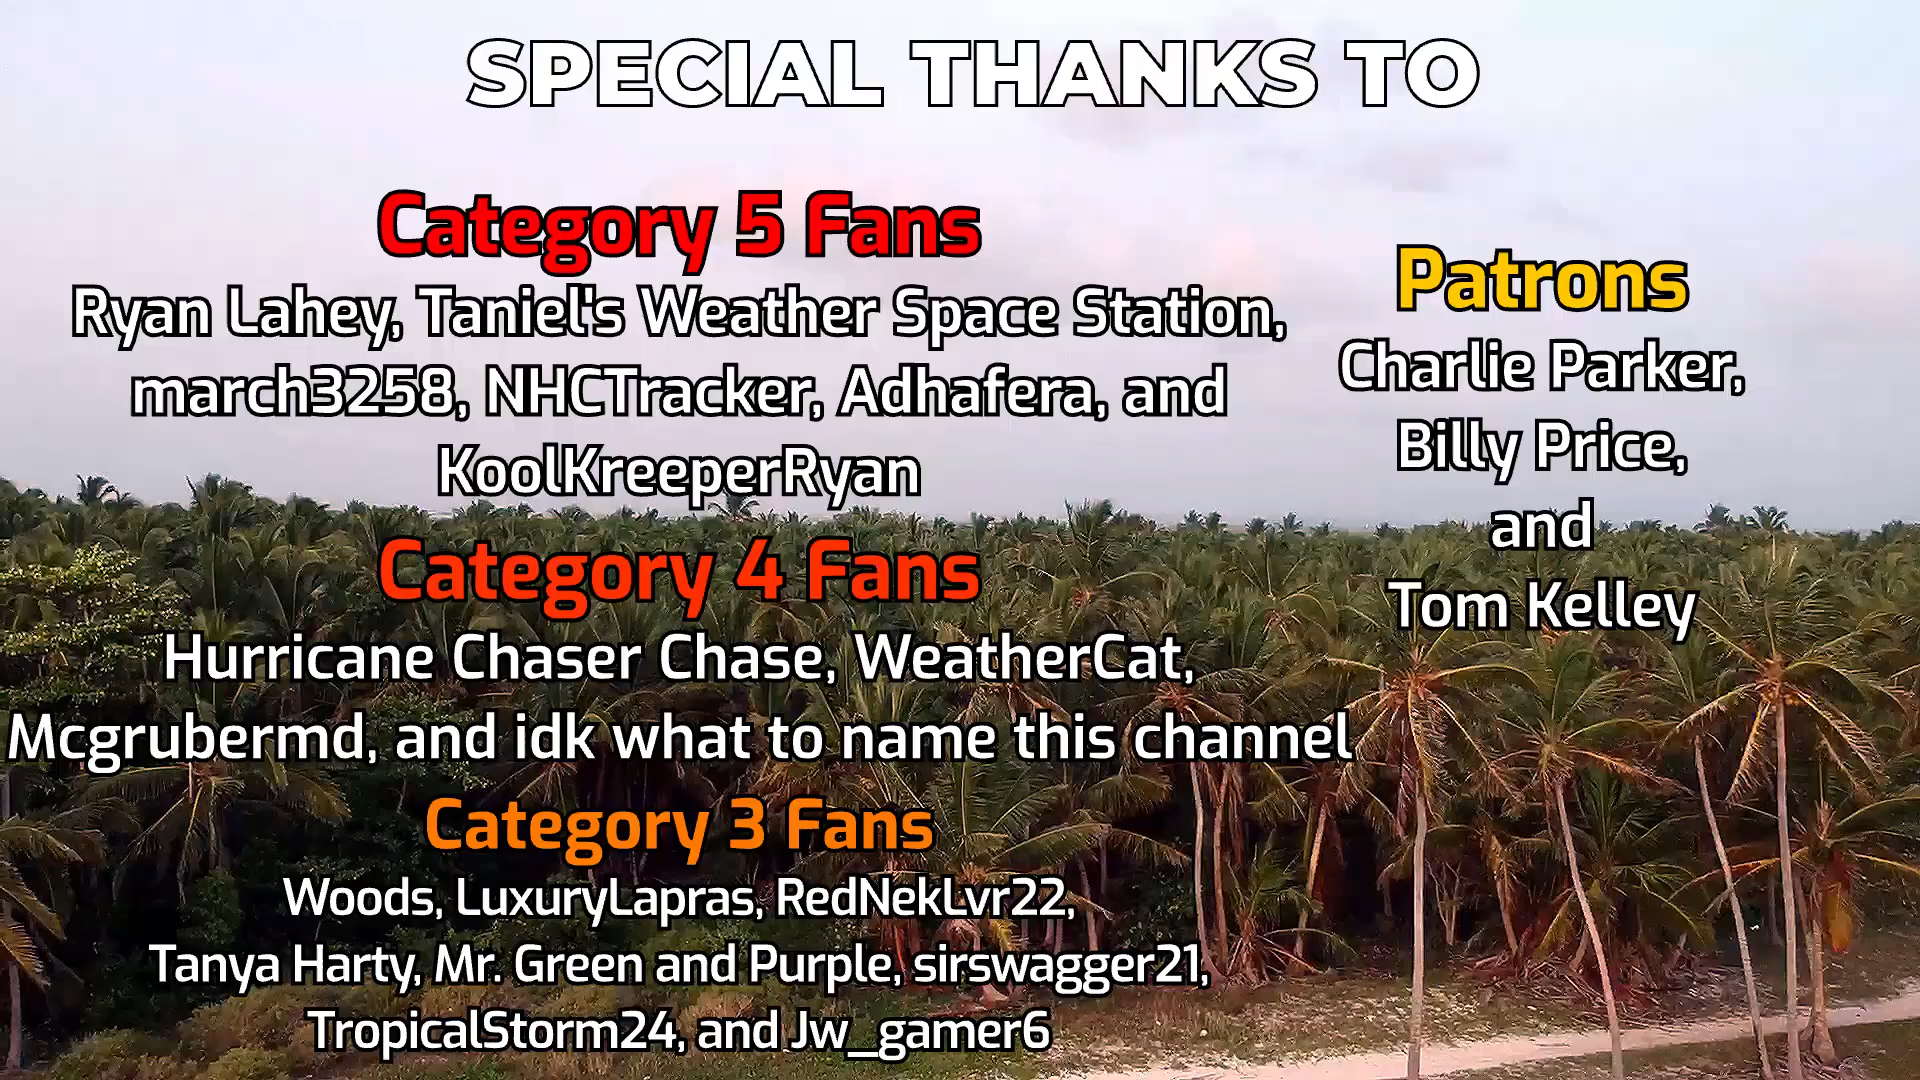 SPECIAL THANKS TO
Category 5 Fans
Ryan Lahey, Taniel's Weather Space Station,
march3258, NHCTracker, Adhafera, and
KoolKreeperRyan
Category 4 Fans
Hurricane Chaser Chase, WeatherCat,
Mcgrubermd, and idk what to name this channel
Category 3 Fans
Woods, LuxuryLapras, RedNekLvr22,
Tanya Harty, Mr. Green and Purple, sirswagger21,
TropicalStorm24, and Jw_gamer6
Patrons
Charlie Parker,
Billy Price,
and
Tom Kelley